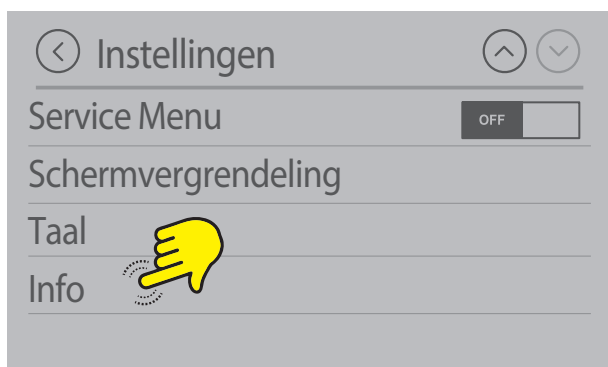 Instellingen
Service Menu OFF
Schermvergrendeling
Taal
Info